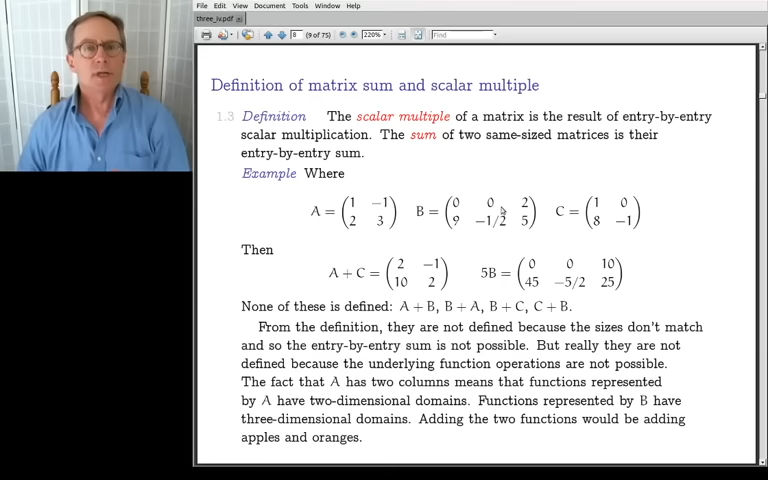 File Edit View Document Tools Window Help
three_iv.pdf
8 (9 of 75) 220% Find
Definition of matrix sum and scalar multiple
1.3 Definition The scalar multiple of a matrix is the result of entry-by-entry
scalar multiplication. The sum of two same-sized matrices is their
entry-by-entry sum.
Example Where
A = (1 −1 2 3) B = (0 0 2 9 −1/2 5) C = (1 0 8 −1)
Then
A + C = (2 −1 10 2) 5B = (0 0 10 45 −5/2 25)
None of these is defined: A + B, B + A, B + C, C + B.
From the definition, they are not defined because the sizes don't match
and so the entry-by-entry sum is not possible. But really they are not
defined because the underlying function operations are not possible.
The fact that A has two columns means that functions represented
by A have two-dimensional domains. Functions represented by B have
three-dimensional domains. Adding the two functions would be adding
apples and oranges.